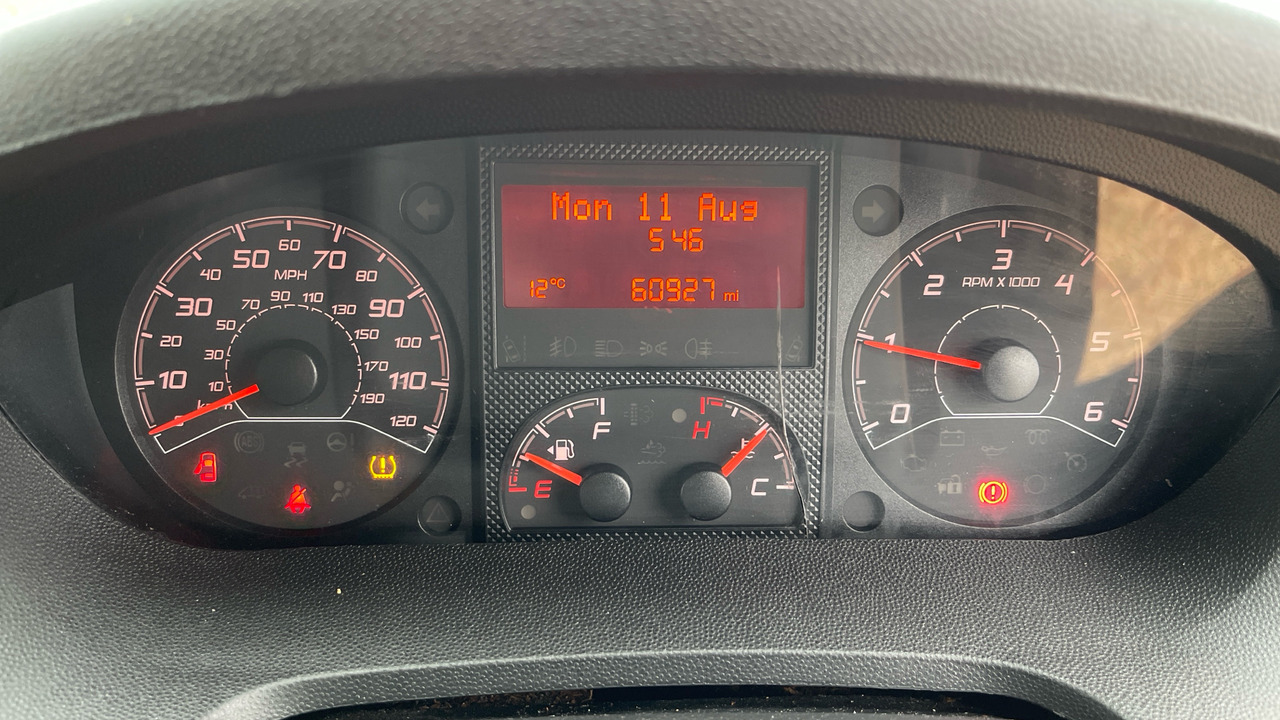 Mon 11 Aug
5 46
12°C 60927 mi
10 20 30 40 50 60 70 80 90 100 110 120
MPH
10 30 50 70 90 110 130 150 170 190
km/h
F
E
H
C
0 1 2 3 4 5 6
RPM X 1000
ABS